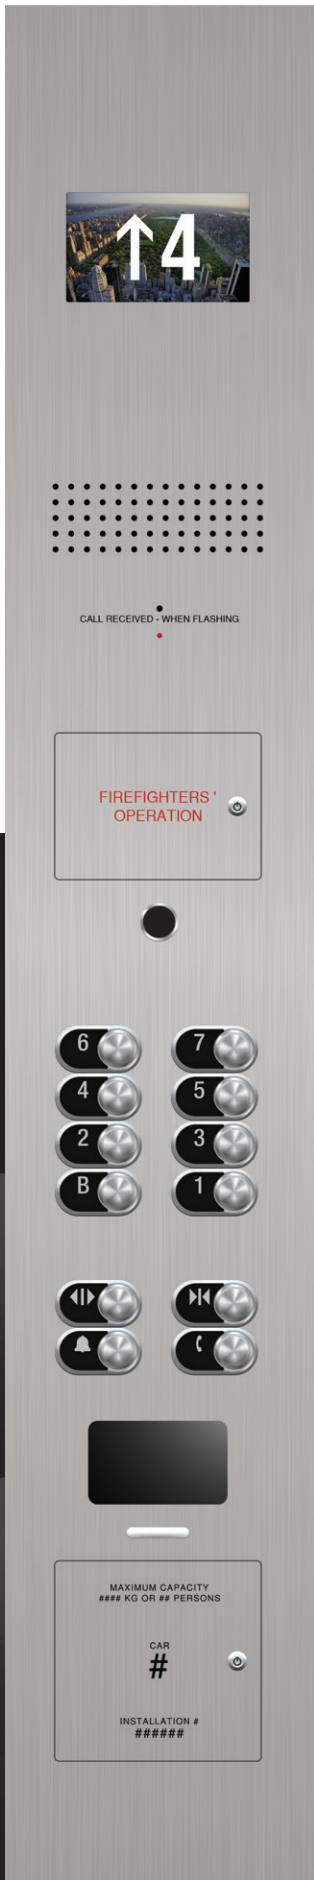 ↑4
CALL RECEIVED - WHEN FLASHING
FIREFIGHTERS '
OPERATION
6 7
4 5
2 3
B 1
MAXIMUM CAPACITY
#### KG OR ## PERSONS
CAR
#
INSTALLATION #
######